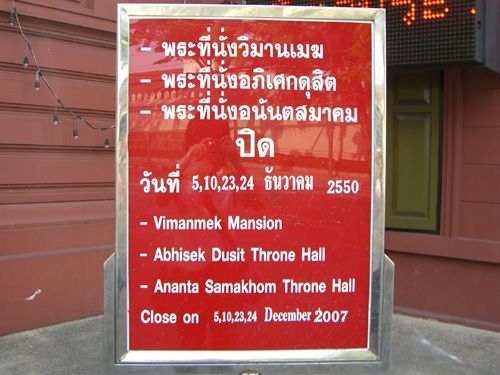 - พระที่นั่งวิมานเมฆ
- พระที่นั่งอภิเศกดุสิต
- พระที่นั่งอนันตสมาคม
ปิด
วันที่ 5,10,23,24 ธันวาคม 2550
- Vimanmek Mansion
- Abhisek Dusit Throne Hall
- Ananta Samakhom Throne Hall
Close on 5,10,23,24 December 2007